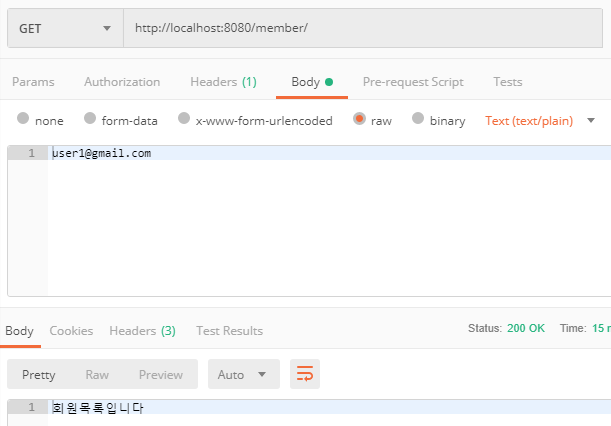 GET http://localhost:8080/member/
Params Authorization Headers (1) Body Pre-request Script Tests
none form-data x-www-form-urlencoded raw binary Text (text/plain)
1 user1@gmail.com
Body Cookies Headers (3) Test Results Status: 200 OK Time: 15
Pretty Raw Preview Auto
1 회원목록입니다